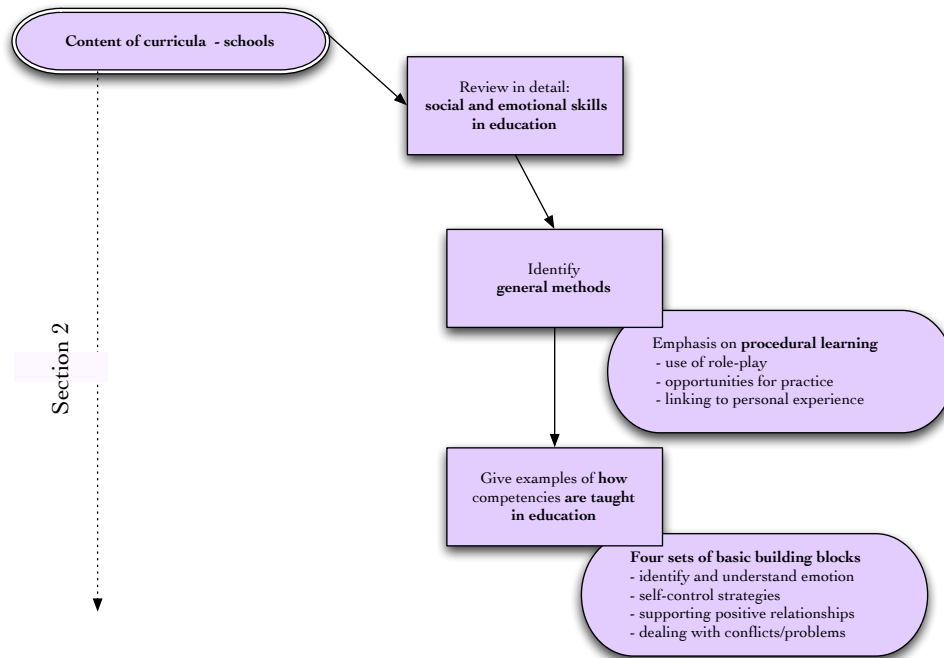 Content of curricula - schools
Review in detail:
social and emotional skills
in education
Identify
general methods
Emphasis on procedural learning
- use of role-play
- opportunities for practice
- linking to personal experience
Section 2
Give examples of how
competencies are taught
in education
Four sets of basic building blocks
- identify and understand emotion
- self-control strategies
- supporting positive relationships
- dealing with conflicts/problems